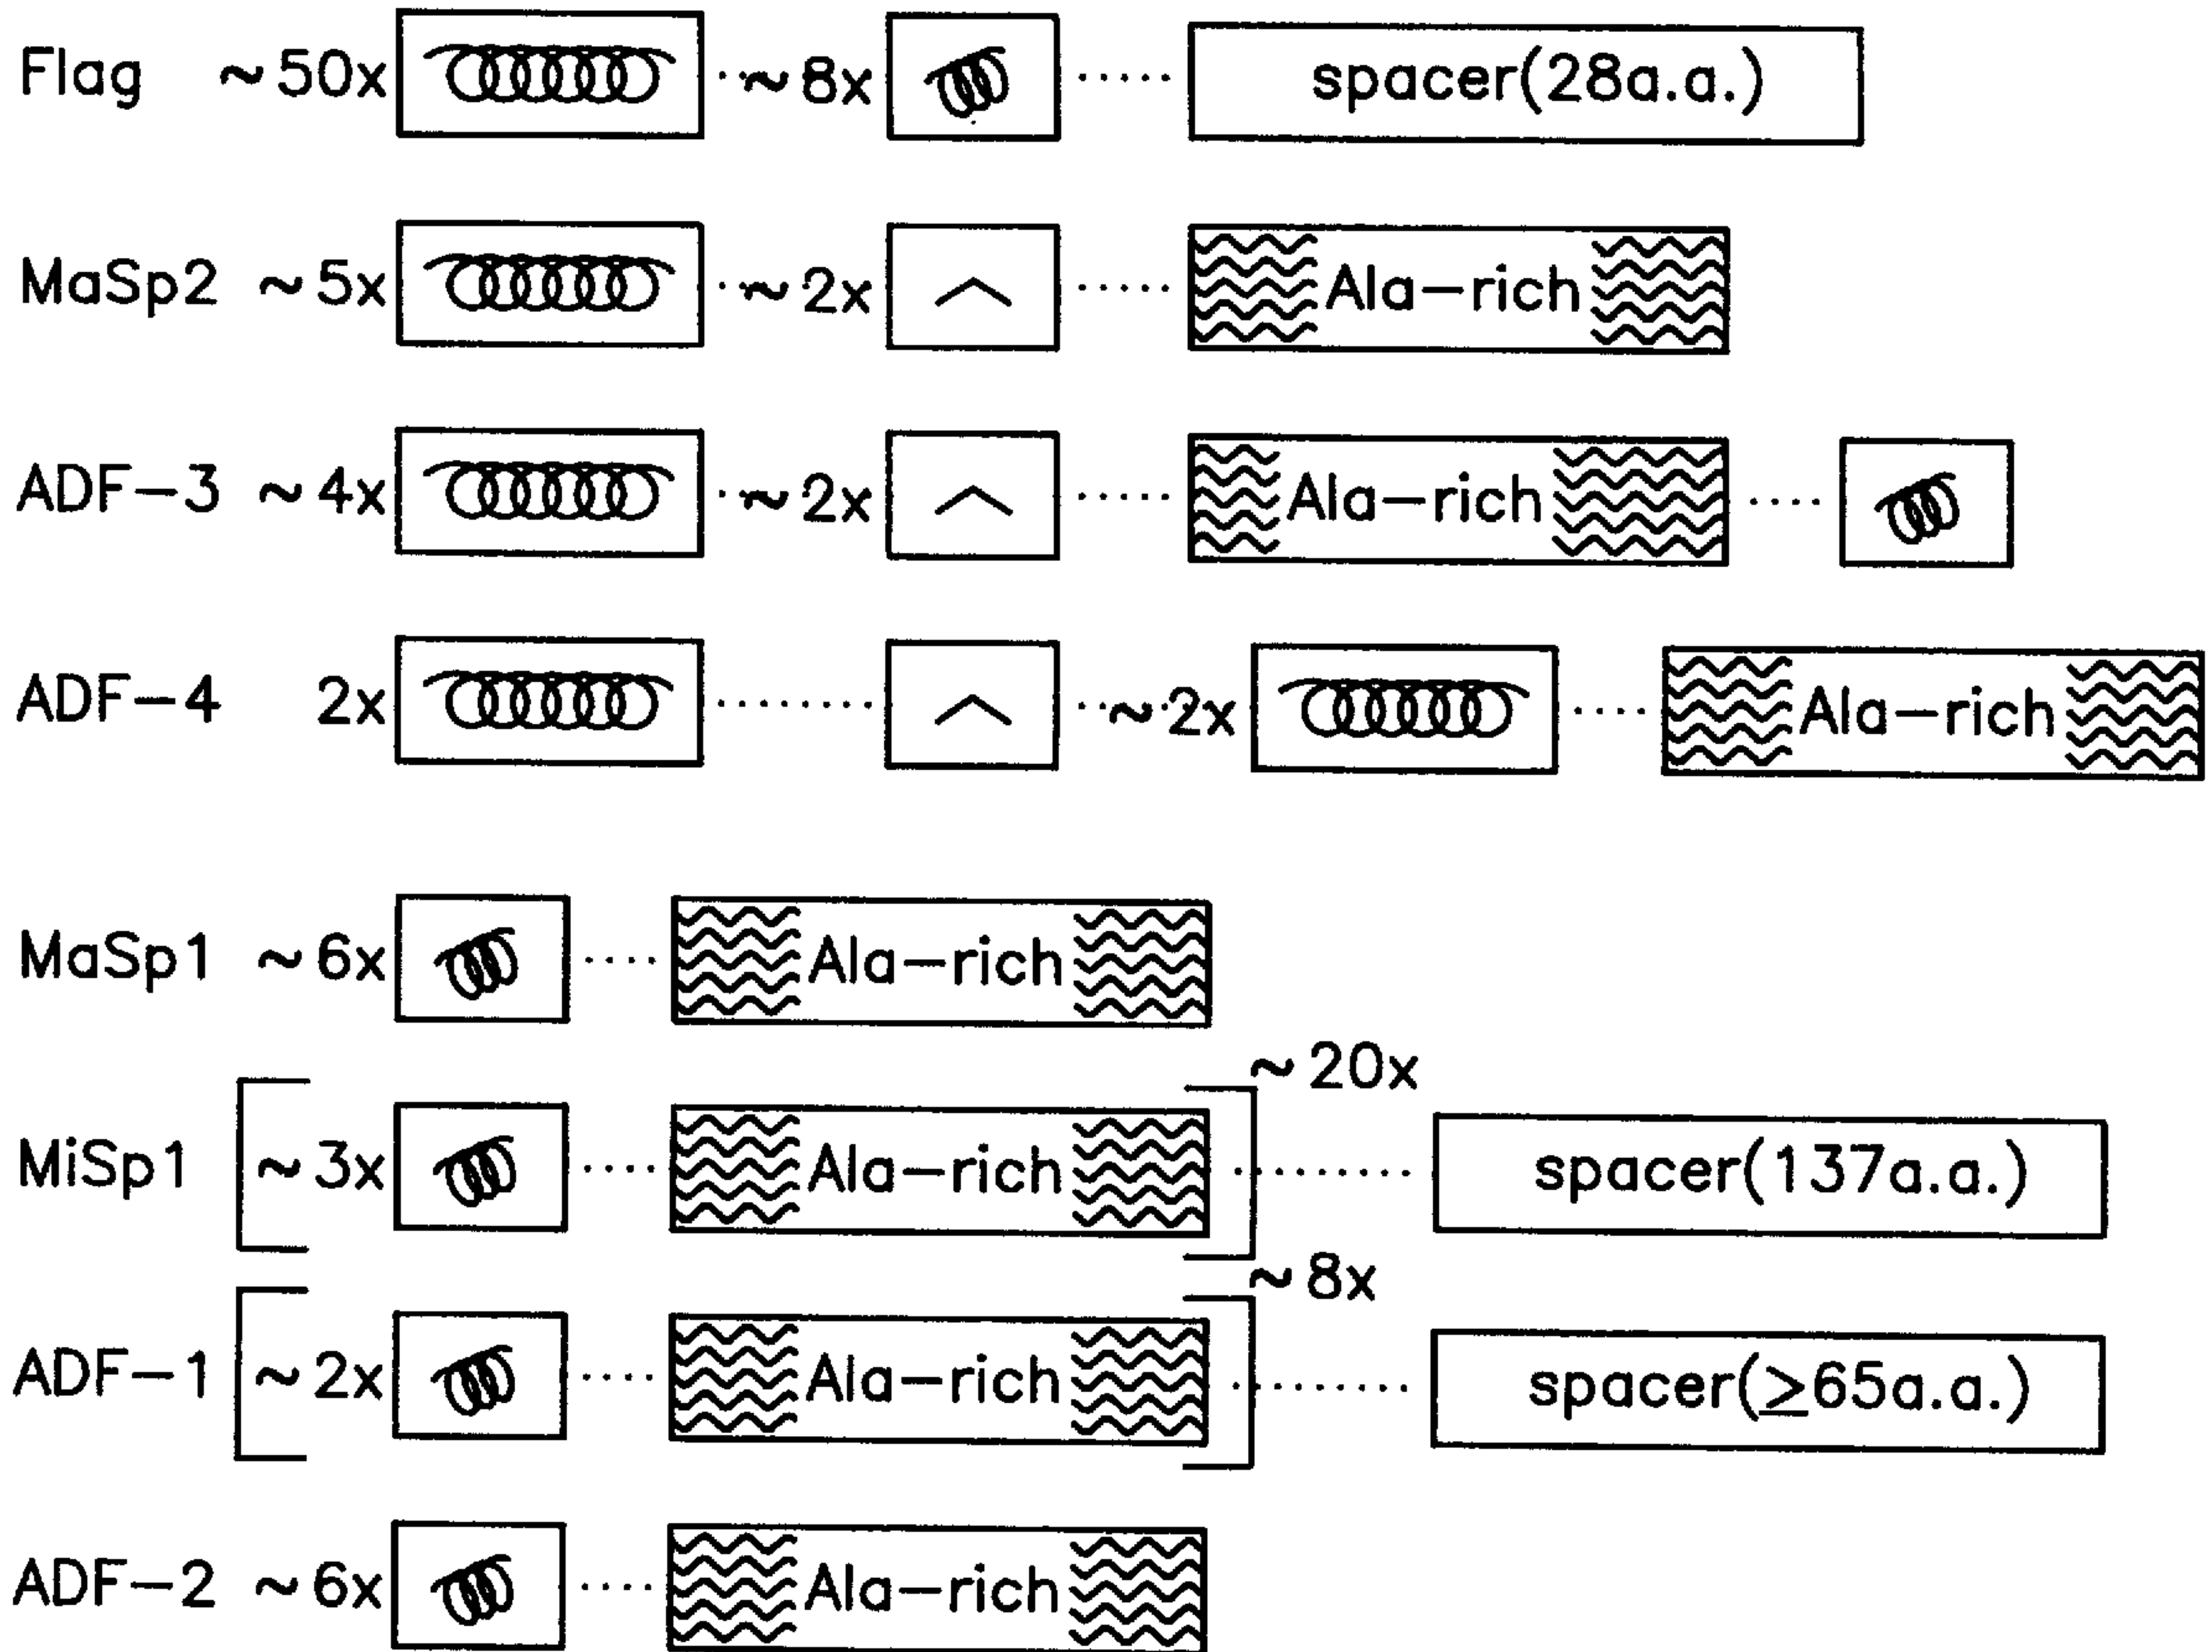 Flag ~50x ~8x spacer(28a.a.)
MaSp2 ~5x ~2x Ala-rich
ADF-3 ~4x ~2x Ala-rich
ADF-4 2x ~2x Ala-rich
MaSp1 ~6x Ala-rich
~20x
MiSp1 ~3x Ala-rich spacer(137a.a.)
~8x
ADF-1 ~2x Ala-rich spacer(≥65a.a.)
ADF-2 ~6x Ala-rich